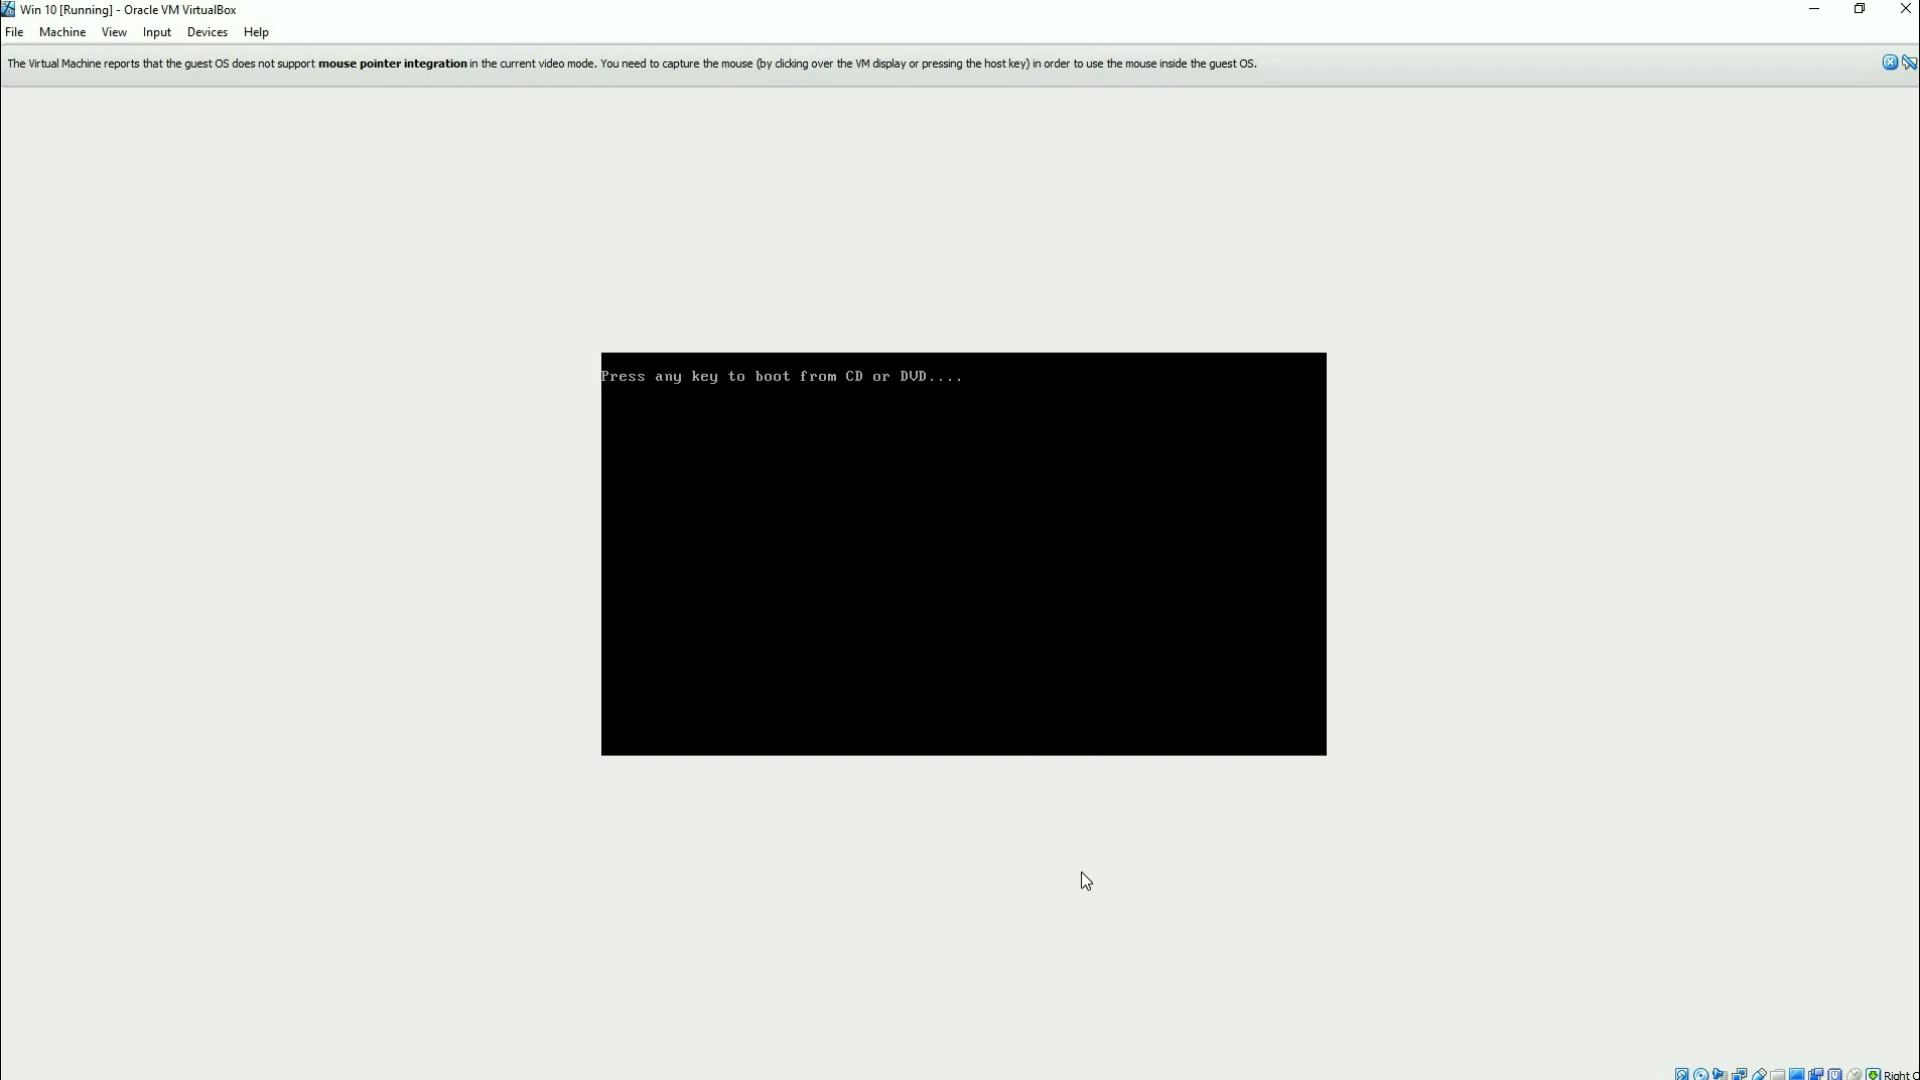 Win 10 [Running] - Oracle VM VirtualBox
File Machine View Input Devices Help
The Virtual Machine reports that the guest OS does not support mouse pointer integration in the current video mode. You need to capture the mouse (by clicking over the VM display or pressing the host key) in order to use the mouse inside the guest OS.
Press any key to boot from CD or DVD....
Right C